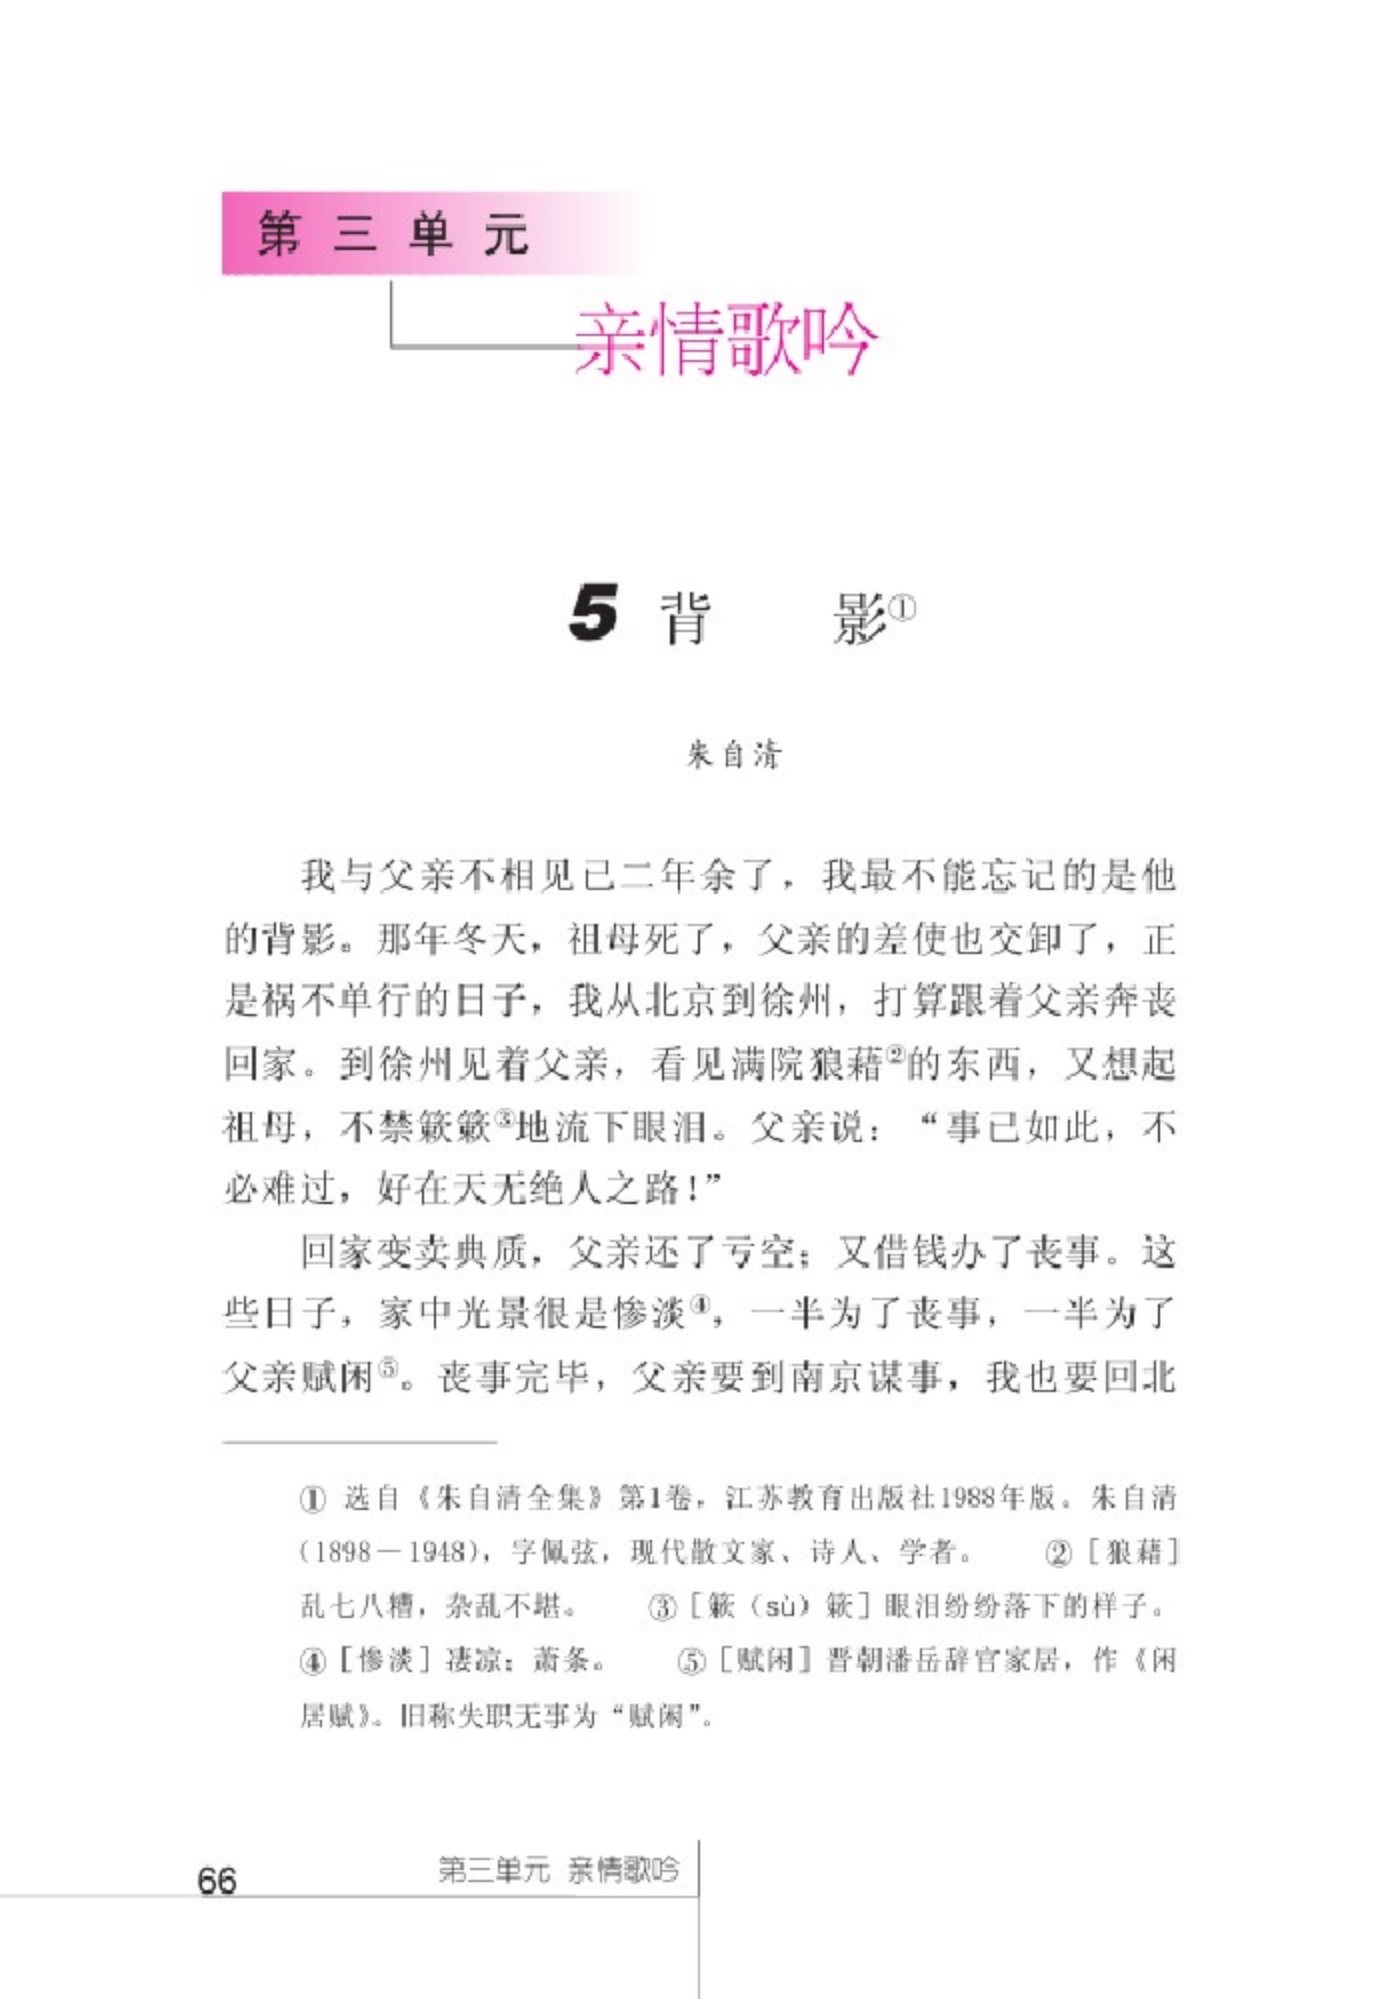 第三单元
亲情歌吟
5 背 影①
朱自清
我与父亲不相见已二年余了，我最不能忘记的是他
的背影。那年冬天，祖母死了，父亲的差使也交卸了，正
是祸不单行的日子，我从北京到徐州，打算跟着父亲奔丧
回家。到徐州见着父亲，看见满院狼藉②的东西，又想起
祖母，不禁簌簌③地流下眼泪。父亲说：“事已如此，不
必难过，好在天无绝人之路！”
回家变卖典质，父亲还了亏空；又借钱办了丧事。这
些日子，家中光景很是惨淡④，一半为了丧事，一半为了
父亲赋闲⑤。丧事完毕，父亲要到南京谋事，我也要回北
① 选自《朱自清全集》第1卷，江苏教育出版社1988年版。朱自清
（1898－1948），字佩弦，现代散文家、诗人、学者。 ②［狼藉］
乱七八糟，杂乱不堪。 ③［簌（sù）簌］眼泪纷纷落下的样子。
④［惨淡］凄凉；萧条。 ⑤［赋闲］晋朝潘岳辞官家居，作《闲
居赋》。旧称失职无事为“赋闲”。
66 第三单元 亲情歌吟